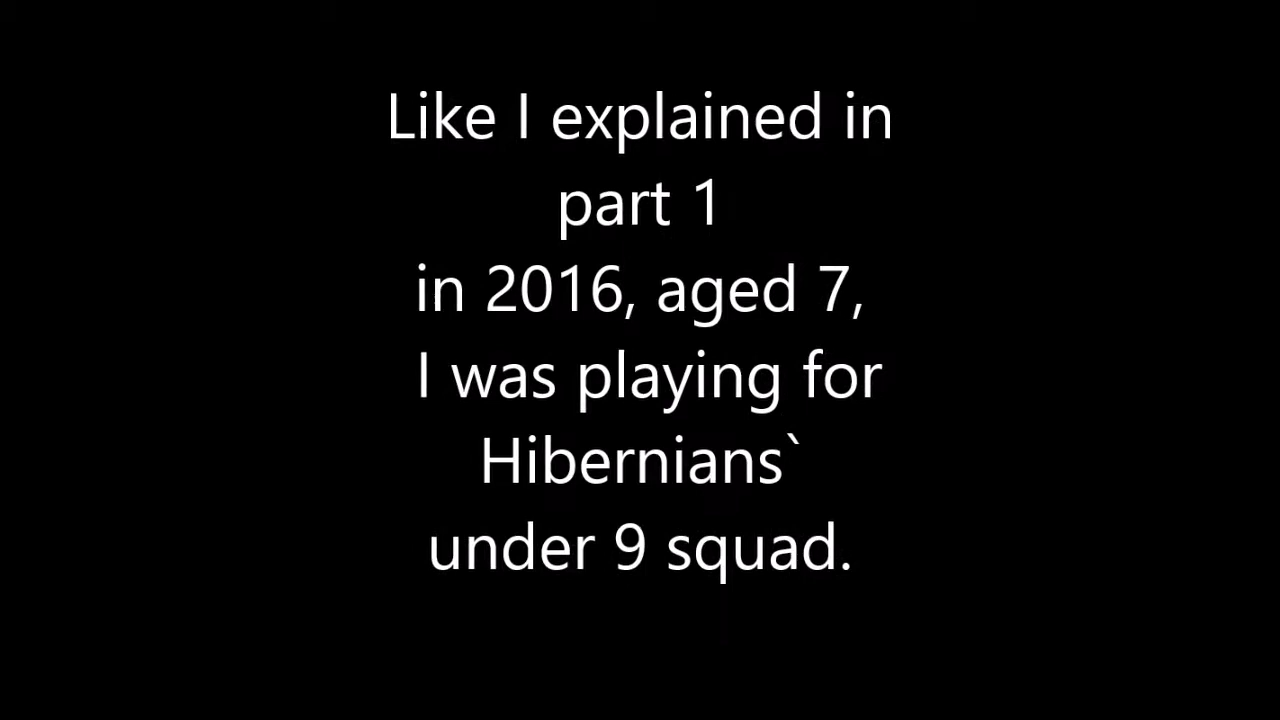 Like I explained in
part 1
in 2016, aged 7,
I was playing for
Hibernians`
under 9 squad.